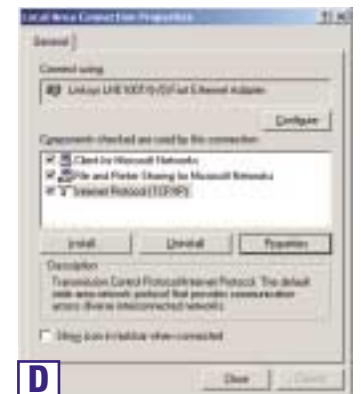 Local Area Connection Properties
General
Connect using:
Linksys Fast Ethernet Adapter
Configure
Components checked are used by this connection:
Client for Microsoft Networks
File and Printer Sharing for Microsoft Networks
Internet Protocol (TCP/IP)
Install
Uninstall
Properties
Description
Transmission Control Protocol/Internet Protocol. The default
wide area network protocol that provides communication
across diverse interconnected networks.
Show icon in taskbar when connected
D
Close
Cancel